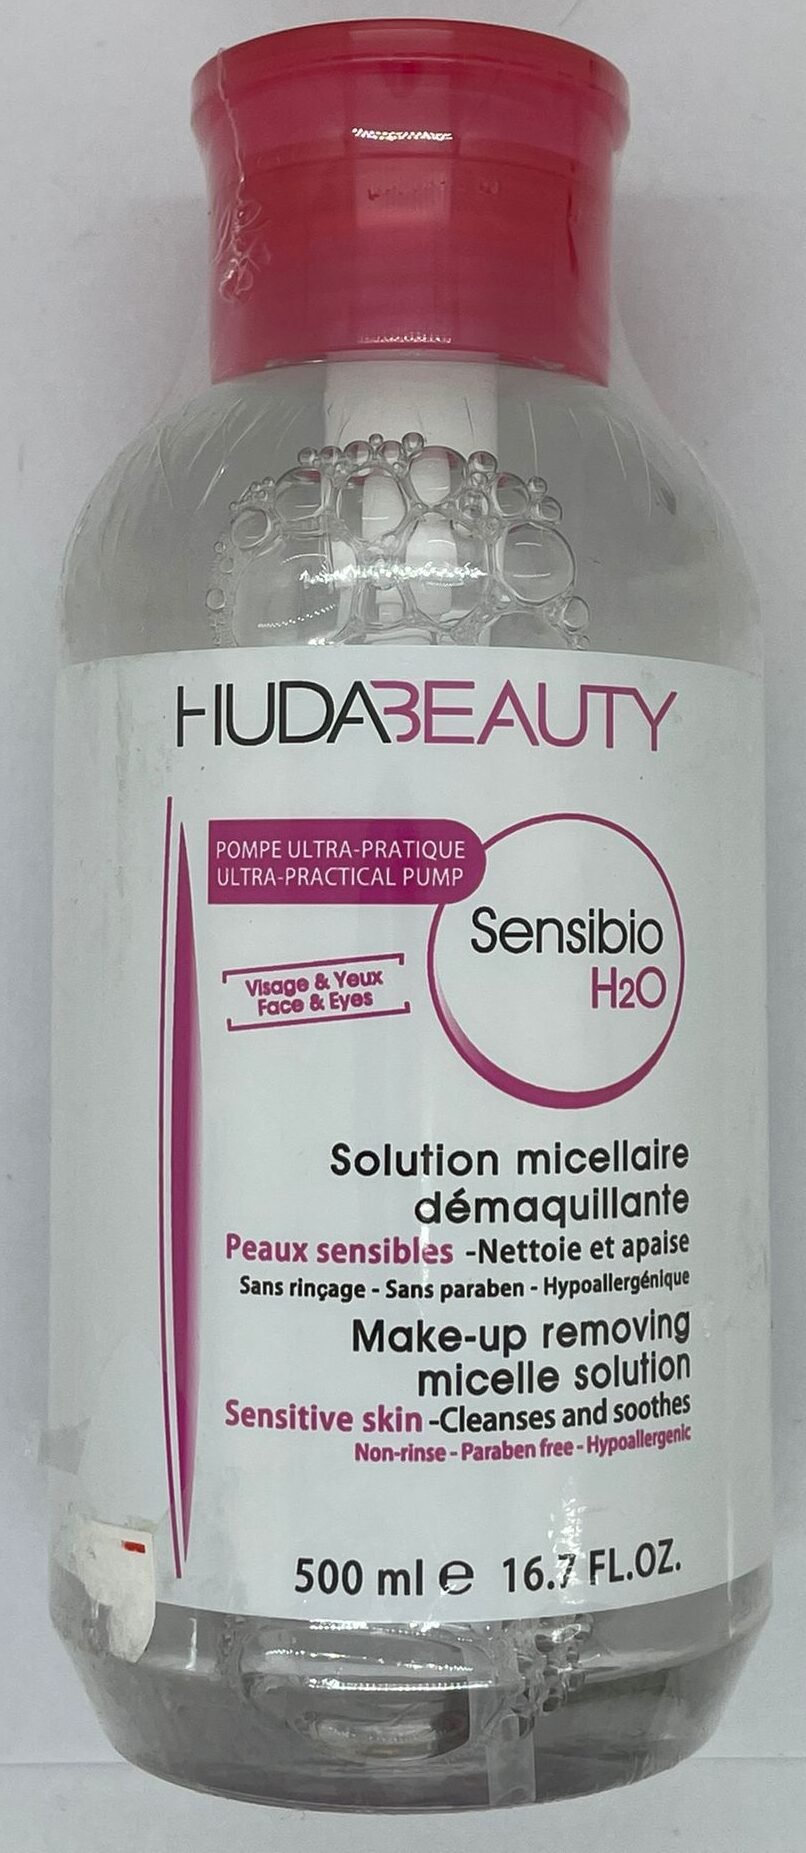 HUDABEAUTY
POMPE ULTRA-PRATIQUE
ULTRA-PRACTICAL PUMP
Sensibio
H2O
Visage & Yeux
Face & Eyes
Solution micellaire
démaquillante
Peaux sensibles -Nettoie et apaise
Sans rinçage - Sans paraben - Hypoallergénique
Make-up removing
micelle solution
Sensitive skin -Cleanses and soothes
Non-rinse - Paraben free - Hypoallergenic
500 ml e 16.7 FL.OZ.